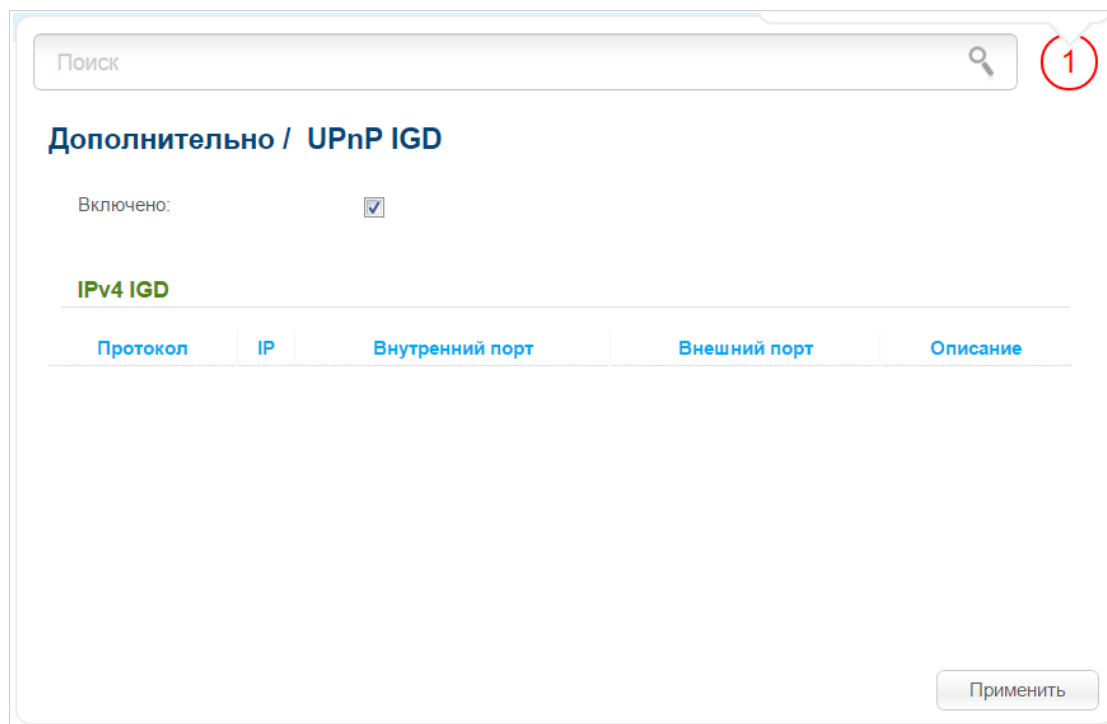 Поиск
1
Дополнительно / UPnP IGD
Включено:
IPv4 IGD
Протокол IP Внутренний порт Внешний порт Описание
Применить